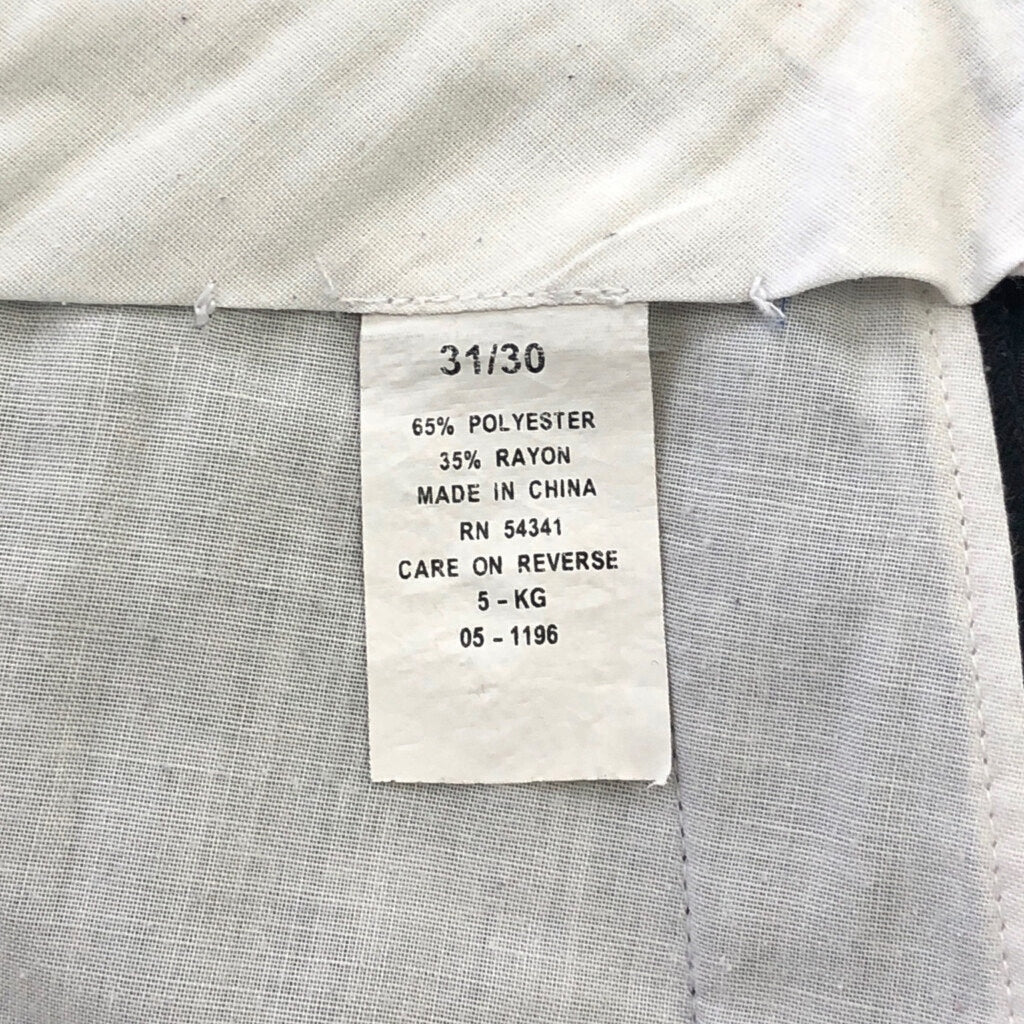 31/30
65% POLYESTER
35% RAYON
MADE IN CHINA
RN 54341
CARE ON REVERSE
5 - KG
05 - 1196